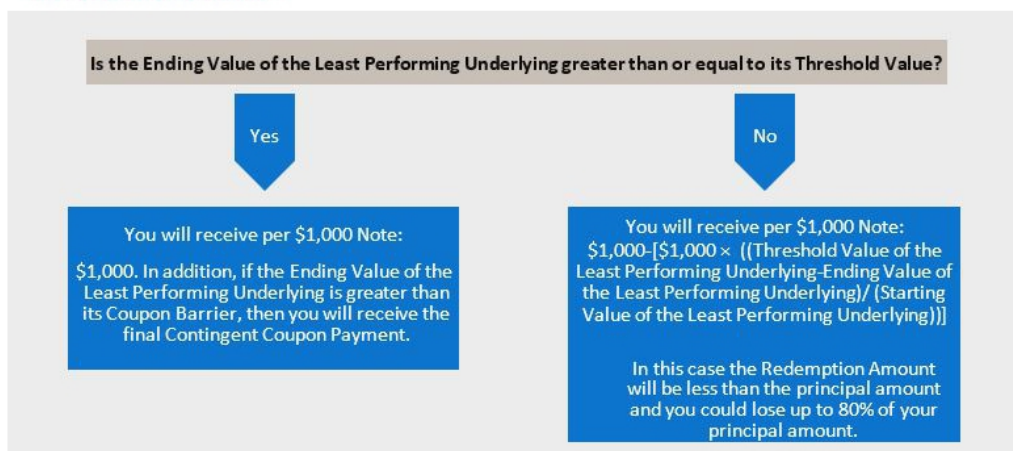 Is the Ending Value of the Least Performing Underlying greater than or equal to its Threshold Value?
Yes
No
You will receive per $1,000 Note:
$1,000. In addition, if the Ending Value of the
Least Performing Underlying is greater than
its Coupon Barrier, then you will receive the
final Contingent Coupon Payment.
You will receive per $1,000 Note:
$1,000-[$1,000 × ((Threshold Value of the
Least Performing Underlying-Ending Value of
the Least Performing Underlying)/ (Starting
Value of the Least Performing Underlying))]
In this case the Redemption Amount
will be less than the principal amount
and you could lose up to 80% of your
principal amount.